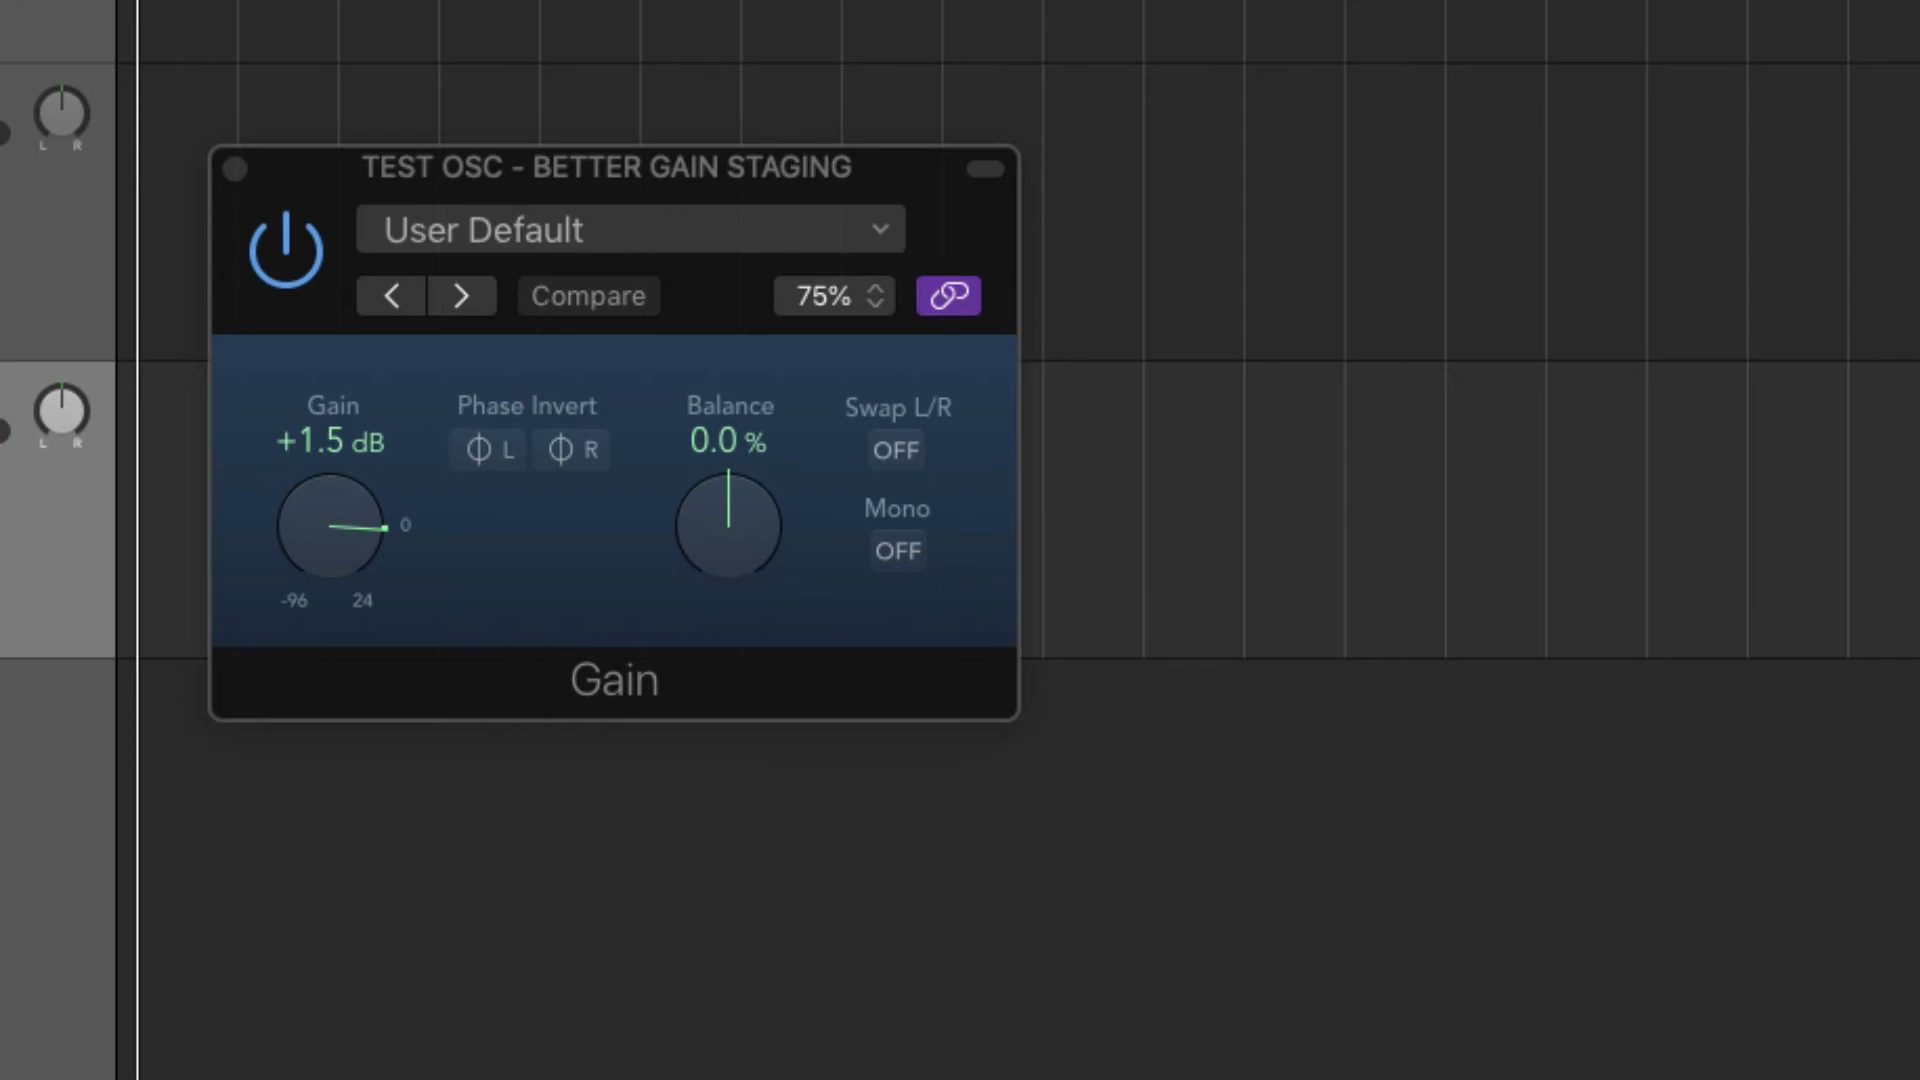 TEST OSC - BETTER GAIN STAGING
User Default
Compare
75%
Gain
Phase Invert
Balance
Swap L/R
+1.5 dB
L
R
0.0 %
OFF
Mono
0
OFF
-96
24
Gain
L R
L R